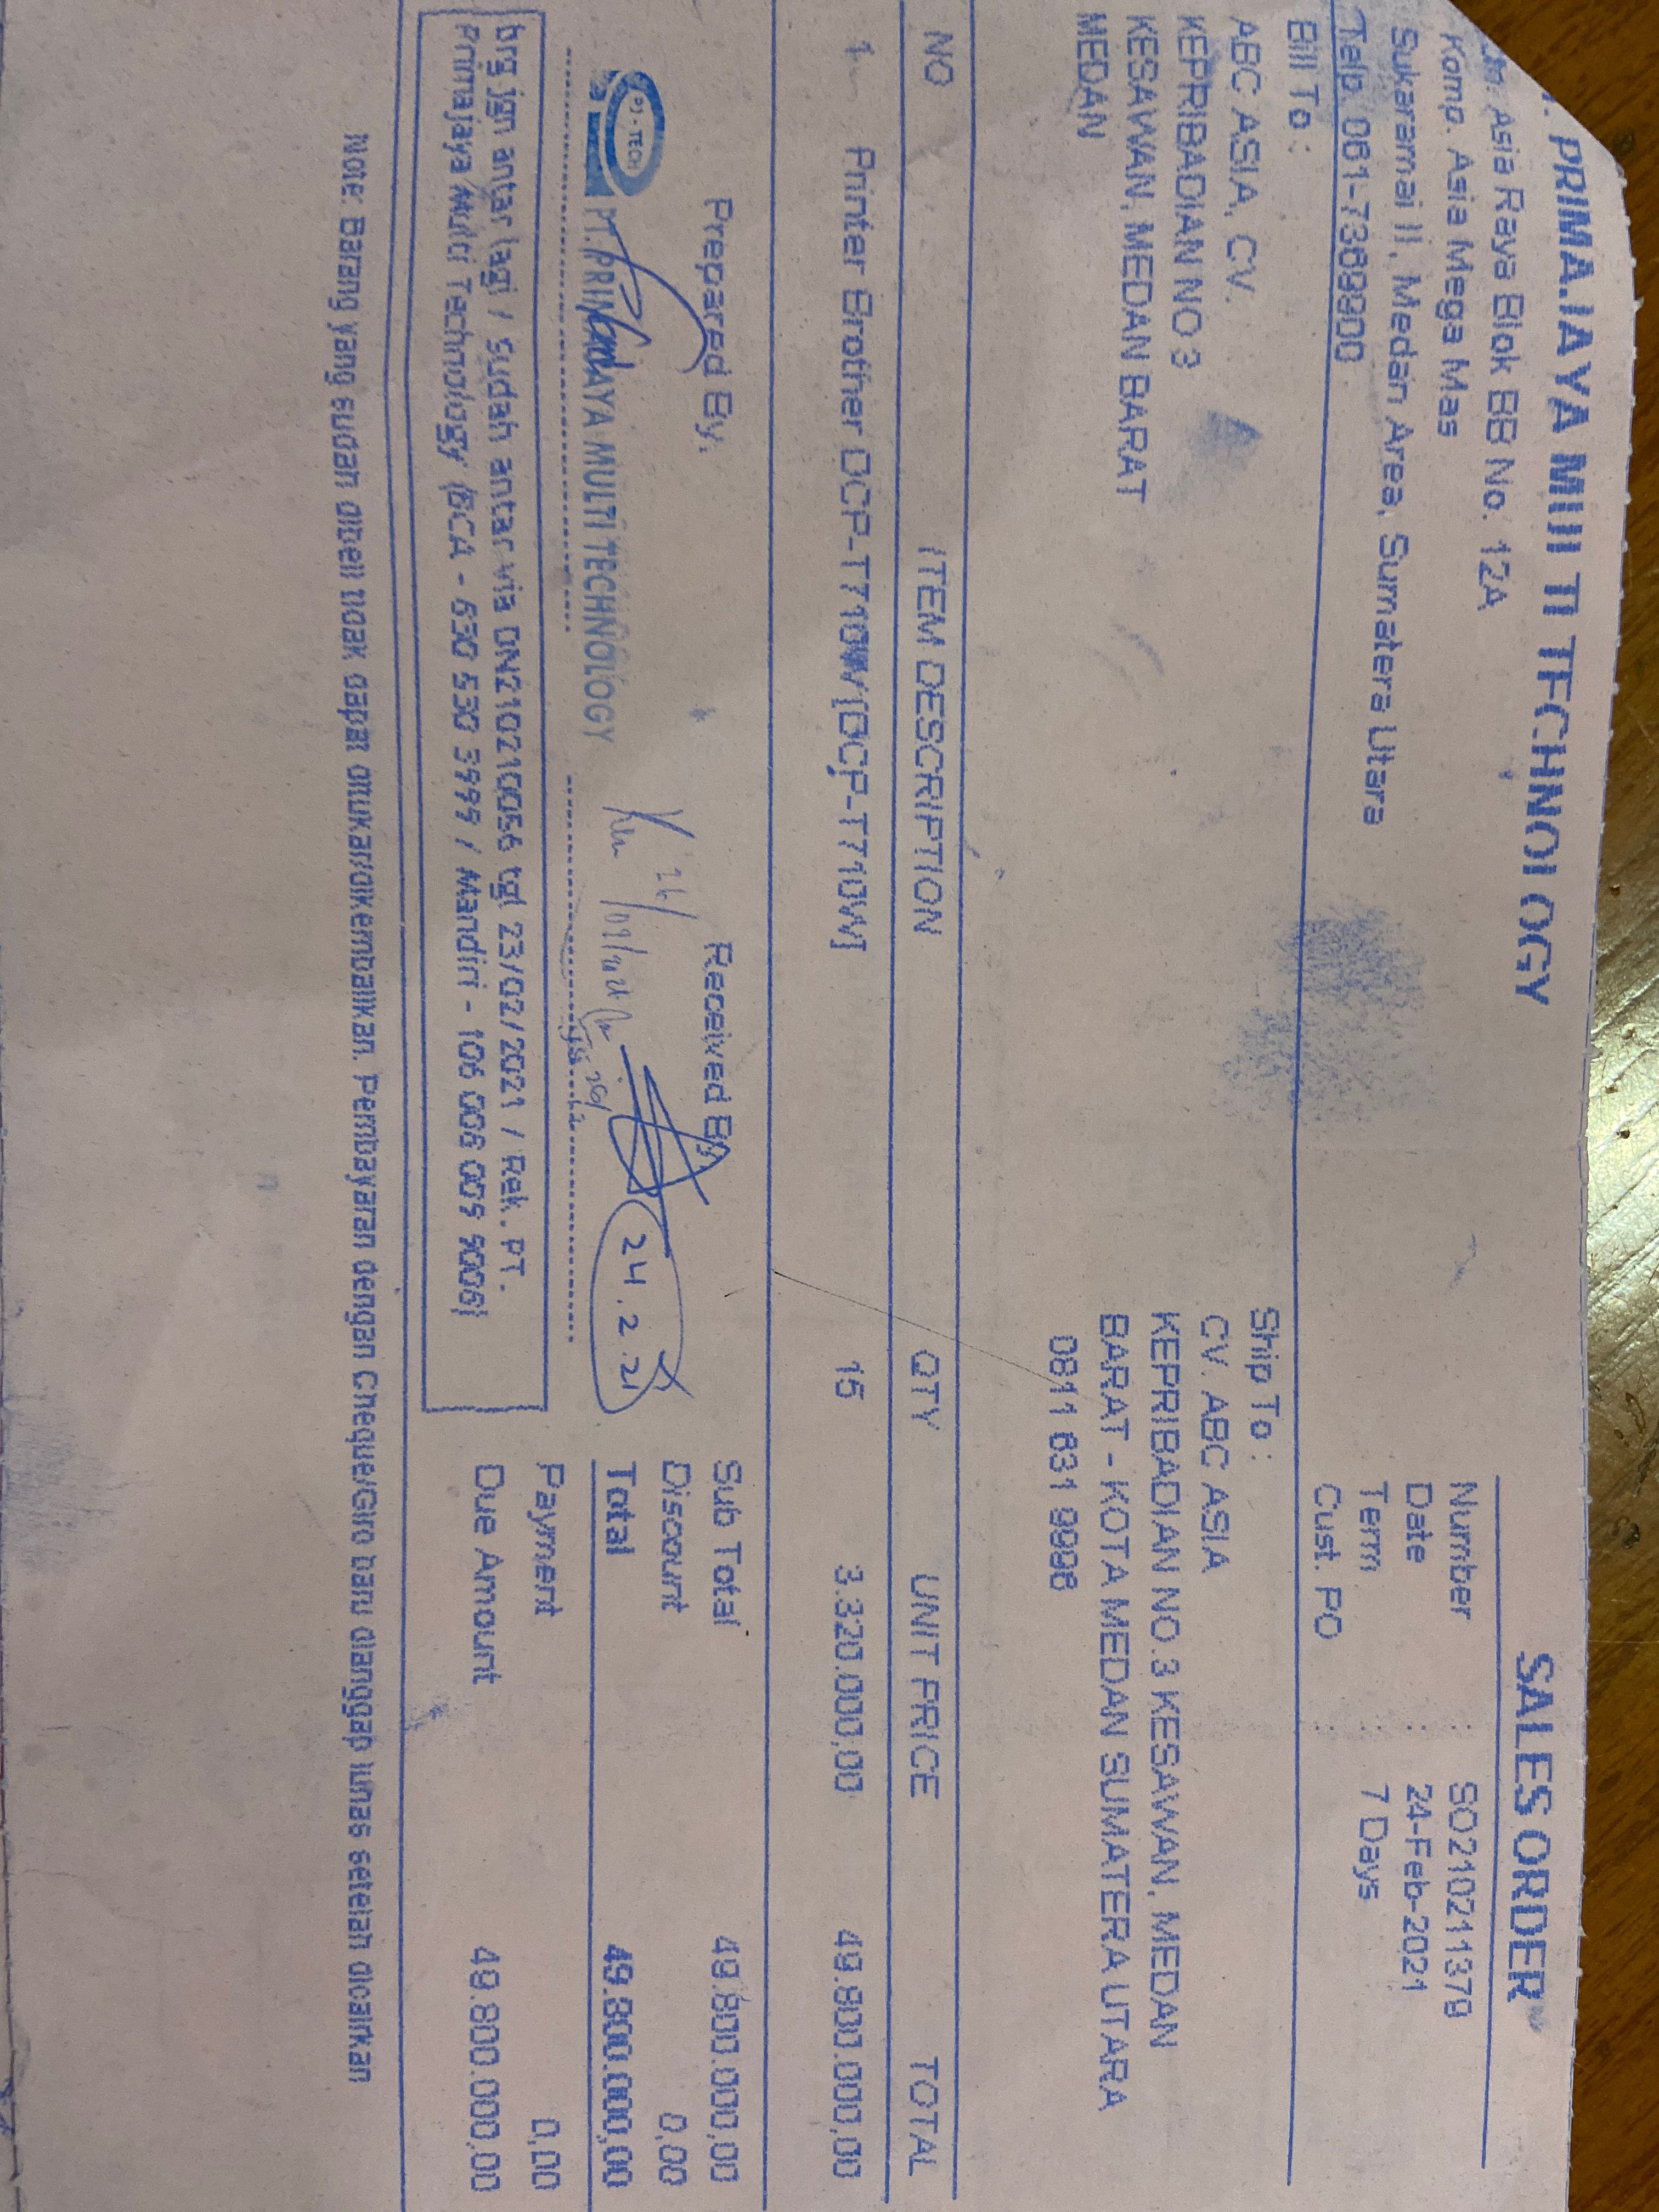 PRIMAJAYA MULTI TECHNOLOGY
SALES ORDER
Asia Raya Blok BB No. 12A
Komp. Asia Mega Mas
Sukaramai II, Medan Area, Sumatera Utara
Telp 061-7369900
Number : SO210211379
Date : 24-Feb-2021
Term : 7 Days
Cust. PO :
Bill To :
ABC ASIA, CV.
KEPRIBADIAN NO 3
KESAWAN, MEDAN BARAT
MEDAN
Ship To :
CV. ABC ASIA
KEPRIBADIAN NO.3 KESAWAN, MEDAN
BARAT - KOTA MEDAN SUMATERA UTARA
0811 631 9998
NO ITEM DESCRIPTION QTY UNIT PRICE TOTAL
1 Printer Brother DCP-T710W [DCP-T710W] 15 3.320.000,00 49.800.000,00
Prepared By, Received By
PJ-TECH
PT.PRIMAJAYA MULTI TECHNOLOGY
24.2.21
Sub Total 49.800.000,00
Discount 0,00
Total 49.800.000,00
Payment 0,00
Due Amount 49.800.000,00
brg jgn antar lagi / sudah antar via DN210210056 tgl 23/02/2021 / Rek. PT.
Primajaya Multi Technology (BCA - 630 530 3999 / Mandiri - 106 008 009 9006)
Note: Barang yang sudah dibeli tidak dapat ditukar/dikembalikan. Pembayaran dengan Cheque/Giro baru dianggap lunas setelah dicairkan